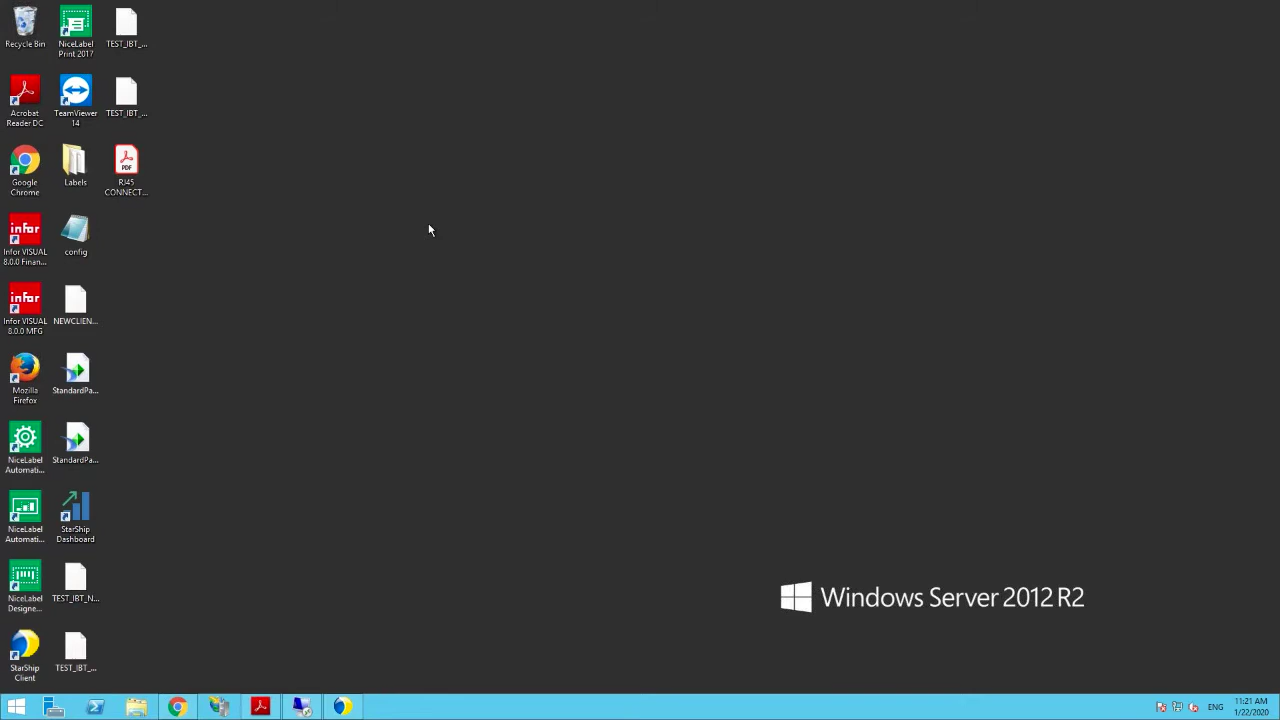 Recycle Bin
NiceLabel
Print 2017
TEST_IBT_...
Acrobat
Reader DC
TeamViewer
14
TEST_IBT_...
Google
Chrome
Labels
PDF
RJ45
CONNECT...
infor
Infor VISUAL
8.0.0 Finan...
config
infor
Infor VISUAL
8.0.0 MFG
NEWCLIEN...
Mozilla
Firefox
StandardPa...
NiceLabel
Automati...
StandardPa...
NiceLabel
Automati...
StarShip
Dashboard
NiceLabel
Designe...
TEST_IBT_N...
StarShip
Client
TEST_IBT_...
Windows Server 2012 R2
ENG
11:21 AM
1/22/2020